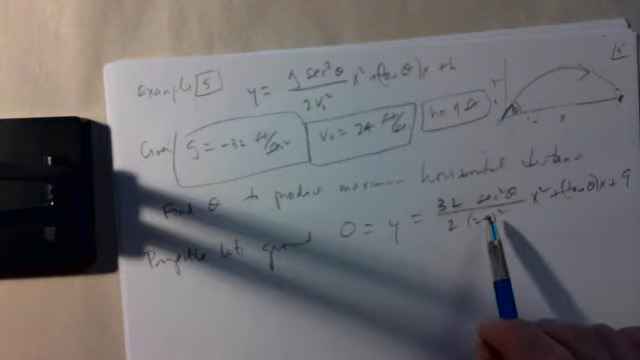 Example 5 y = g sec²θ / 2v₀² x² + (tan θ)x + h
Given g = -32 ft/sec² v₀ = 24 ft/sec h = 9 ft
Find θ to produce maximum horizontal distance
Projectile hits ground 0 = y = 32 sec²θ / 2(24)² x² + (tan θ)x + 9
x